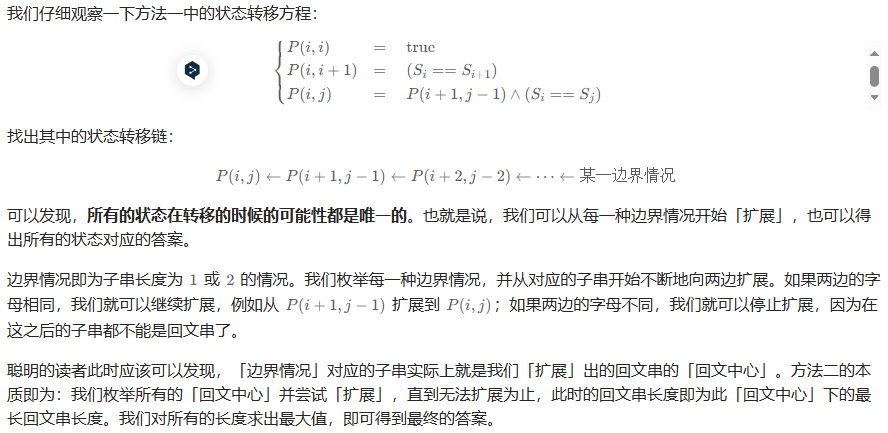 我们仔细观察一下方法一中的状态转移方程：
P(i, i) = true
P(i, i + 1) = (S_i == S_{i+1})
P(i, j) = P(i + 1, j − 1) ∧ (S_i == S_j)
找出其中的状态转移链：
P(i, j) ← P(i + 1, j − 1) ← P(i + 2, j − 2) ← ⋯ ← 某一边界情况
可以发现，所有的状态在转移的时候的可能性都是唯一的。也就是说，我们可以从每一种边界情况开始「扩展」，也可以得
出所有的状态对应的答案。
边界情况即为子串长度为 1 或 2 的情况。我们枚举每一种边界情况，并从对应的子串开始不断地向两边扩展。如果两边的字
母相同，我们就可以继续扩展，例如从 P(i + 1, j − 1) 扩展到 P(i, j)；如果两边的字母不同，我们就可以停止扩展，因为在
这之后的子串都不能是回文串了。
聪明的读者此时应该可以发现，「边界情况」对应的子串实际上就是我们「扩展」出的回文串的「回文中心」。方法二的本
质即为：我们枚举所有的「回文中心」并尝试「扩展」，直到无法扩展为止，此时的回文串长度即为此「回文中心」下的最
长回文串长度。我们对所有的长度求出最大值，即可得到最终的答案。